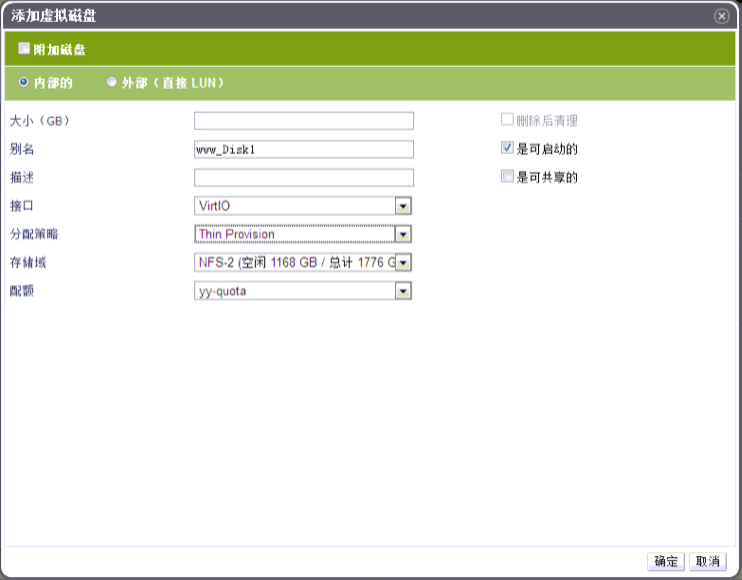 添加虚拟磁盘
附加磁盘
内部的 外部（直接 LUN）
大小（GB） 删除后清理
别名 www_Disk1 是可启动的
描述 是可共享的
接口 VirtIO
分配策略 Thin Provision
存储域 NFS-2 (空闲 1168 GB / 总计 1776 G
配额 yy-quota
确定 取消